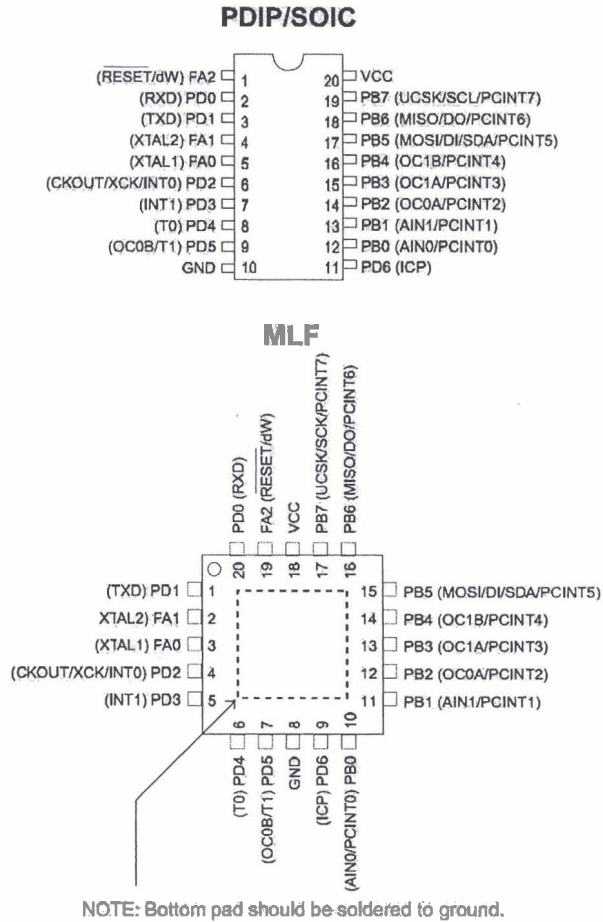 PDIP/SOIC
(RESET/dW) FA2 1 20 VCC
(RXD) PD0 2 19 PB7 (UCSK/SCL/PCINT7)
(TXD) PD1 3 18 PB6 (MISO/DO/PCINT6)
(XTAL2) FA1 4 17 PB5 (MOSI/DI/SDA/PCINT5)
(XTAL1) FA0 5 16 PB4 (OC1B/PCINT4)
(CKOUT/XCK/INT0) PD2 6 15 PB3 (OC1A/PCINT3)
(INT1) PD3 7 14 PB2 (OC0A/PCINT2)
(T0) PD4 8 13 PB1 (AIN1/PCINT1)
(OC0B/T1) PD5 9 12 PB0 (AIN0/PCINT0)
GND 10 11 PD6 (ICP)
MLF
PD0 (RXD)
FA2 (RESET/dW)
VCC
PB7 (UCSK/SCK/PCINT7)
PB6 (MISO/DO/PCINT6)
20 19 18 17 16
(TXD) PD1 1 15 PB5 (MOSI/DI/SDA/PCINT5)
XTAL2) FA1 2 14 PB4 (OC1B/PCINT4)
(XTAL1) FA0 3 13 PB3 (OC1A/PCINT3)
(CKOUT/XCK/INT0) PD2 4 12 PB2 (OC0A/PCINT2)
(INT1) PD3 5 11 PB1 (AIN1/PCINT1)
6 7 8 9 10
(T0) PD4
(OC0B/T1) PD5
GND
(ICP) PD6
(AIN0/PCINT0) PB0
NOTE: Bottom pad should be soldered to ground.